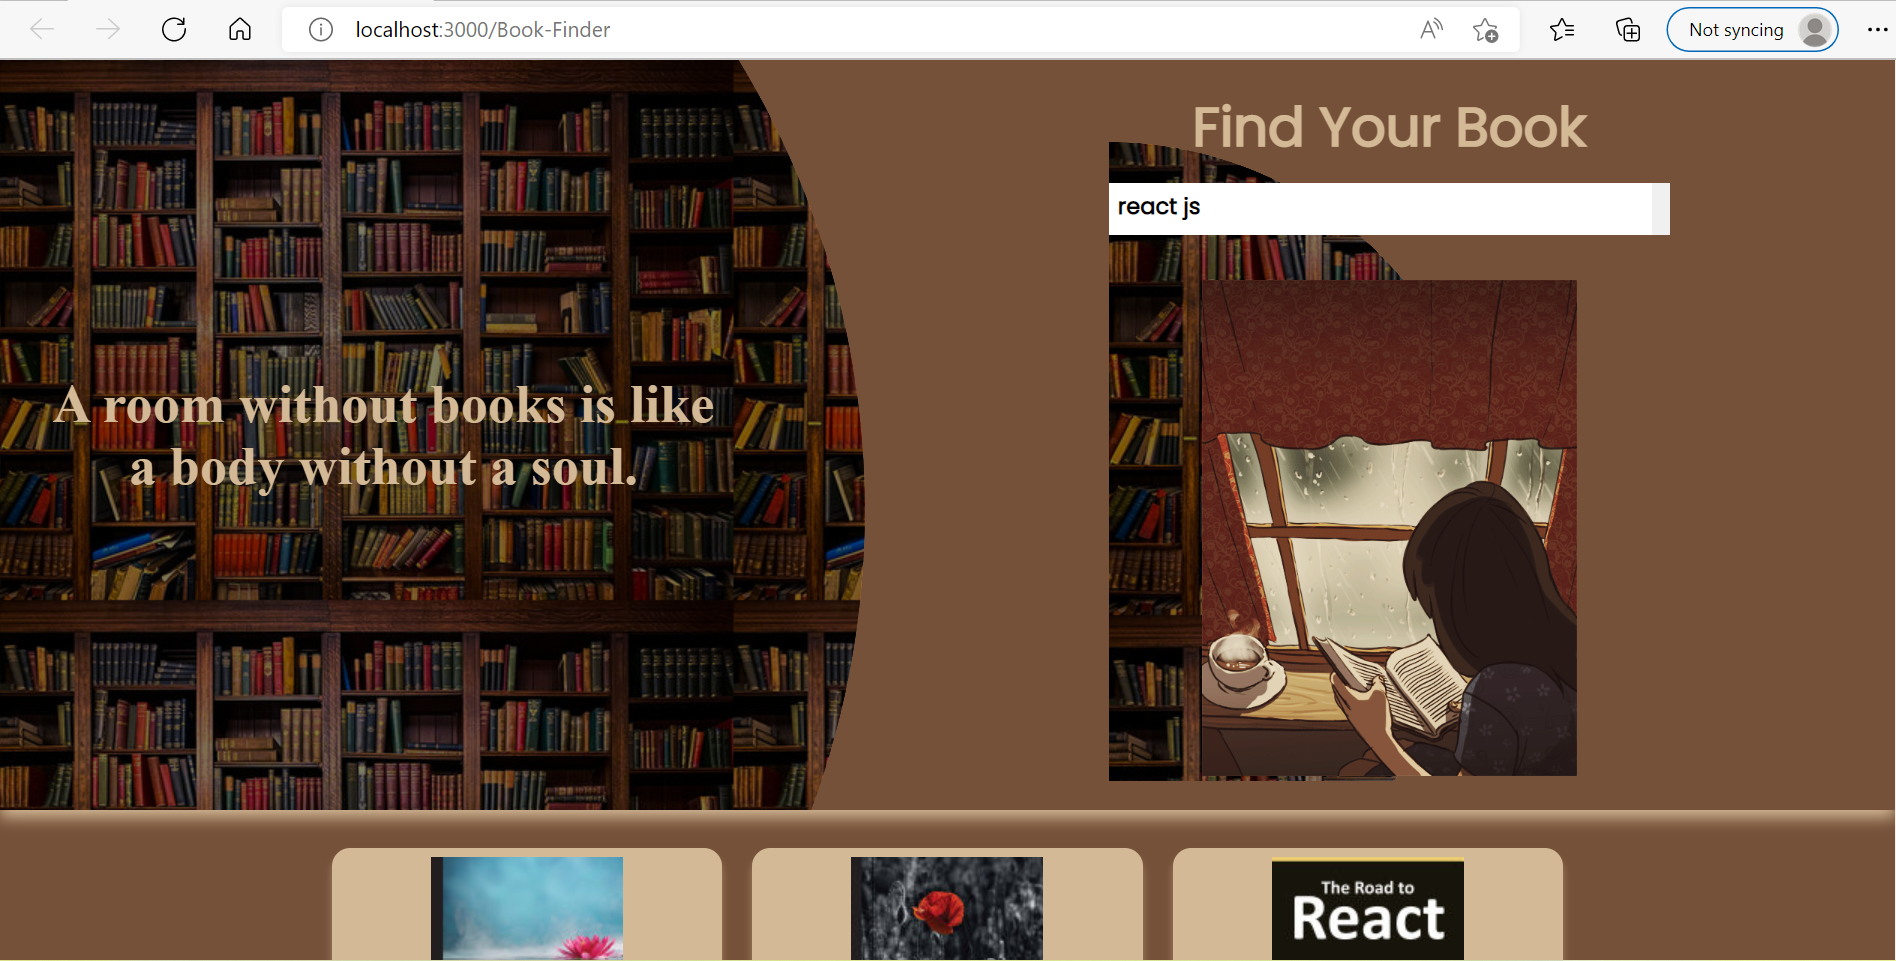 localhost:3000/Book-Finder
Not syncing
Find Your Book
react js
A room without books is like
a body without a soul.
The Road to
React